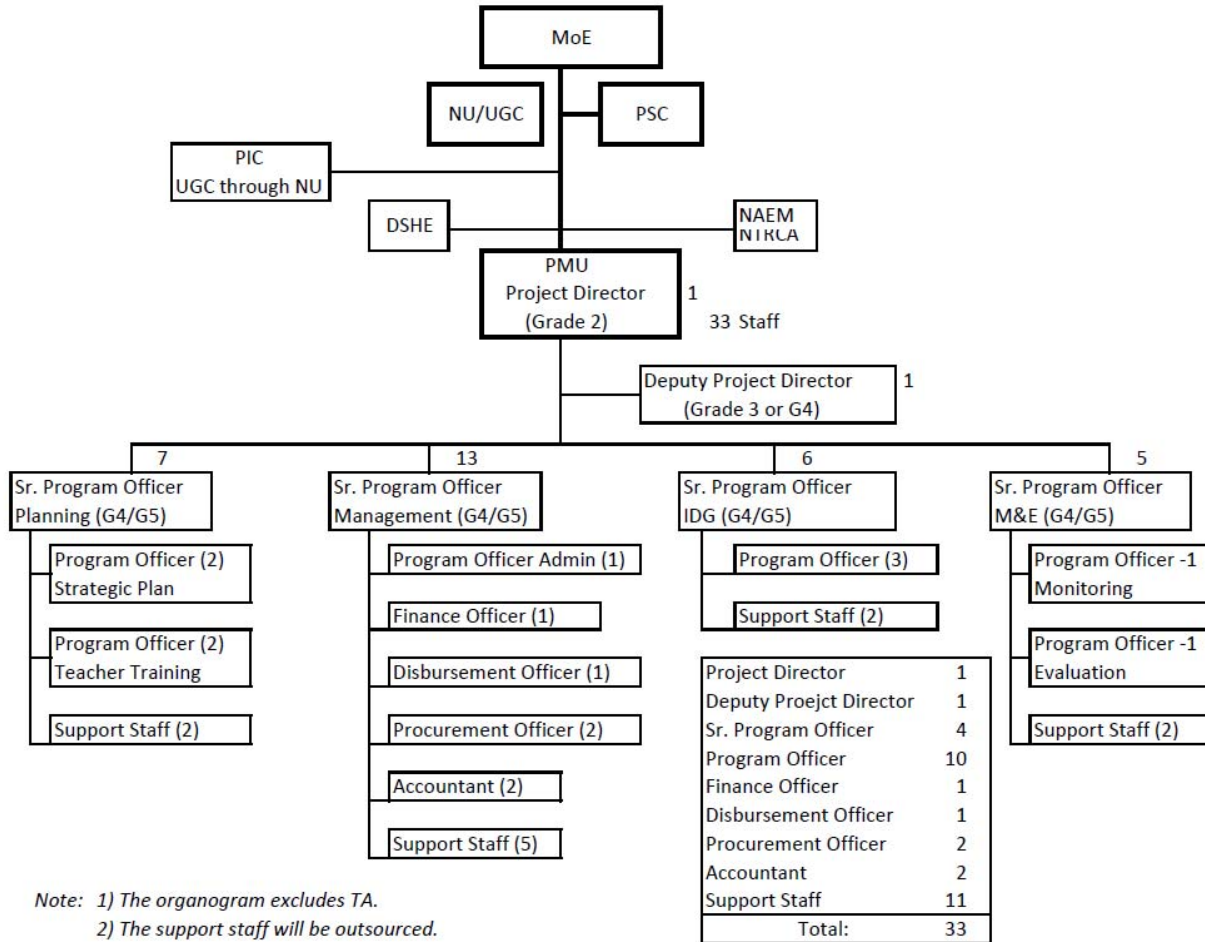 MoE
NU/UGC
PSC
PIC
UGC through NU
DSHE
NAEM
NTRCA
PMU
Project Director
(Grade 2)
1
33 Staff
Deputy Project Director
(Grade 3 or G4)
1
7
Sr. Program Officer
Planning (G4/G5)
Program Officer (2)
Strategic Plan
Program Officer (2)
Teacher Training
Support Staff (2)
13
Sr. Program Officer
Management (G4/G5)
Program Officer Admin (1)
Finance Officer (1)
Disbursement Officer (1)
Procurement Officer (2)
Accountant (2)
Support Staff (5)
6
Sr. Program Officer
IDG (G4/G5)
Program Officer (3)
Support Staff (2)
5
Sr. Program Officer
M&E (G4/G5)
Program Officer -1
Monitoring
Program Officer -1
Evaluation
Support Staff (2)
Project Director 1
Deputy Proejct Director 1
Sr. Program Officer 4
Program Officer 10
Finance Officer 1
Disbursement Officer 1
Procurement Officer 2
Accountant 2
Support Staff 11
Total: 33
Note: 1) The organogram excludes TA.
2) The support staff will be outsourced.